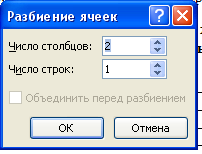 Разбиение ячеек
Число столбцов: 2
Число строк: 1
Объединить перед разбиением
ОК Отмена